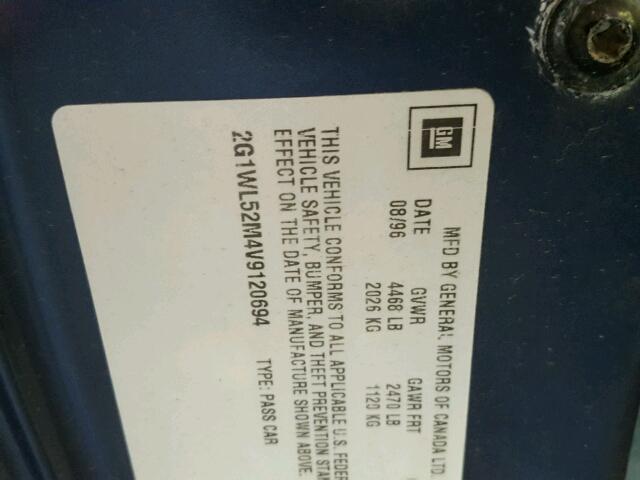 GM
MFD BY GENERAL MOTORS OF CANADA LTD.
DATE GVWR GAWR FRT
08/96 4468 LB 2470 LB
2026 KG 1120 KG
THIS VEHICLE CONFORMS TO ALL APPLICABLE U.S. FEDER
VEHICLE SAFETY, BUMPER, AND THEFT PREVENTION STAN
EFFECT ON THE DATE OF MANUFACTURE SHOWN ABOVE.
2G1WL52M4V9120694 TYPE: PASS CAR